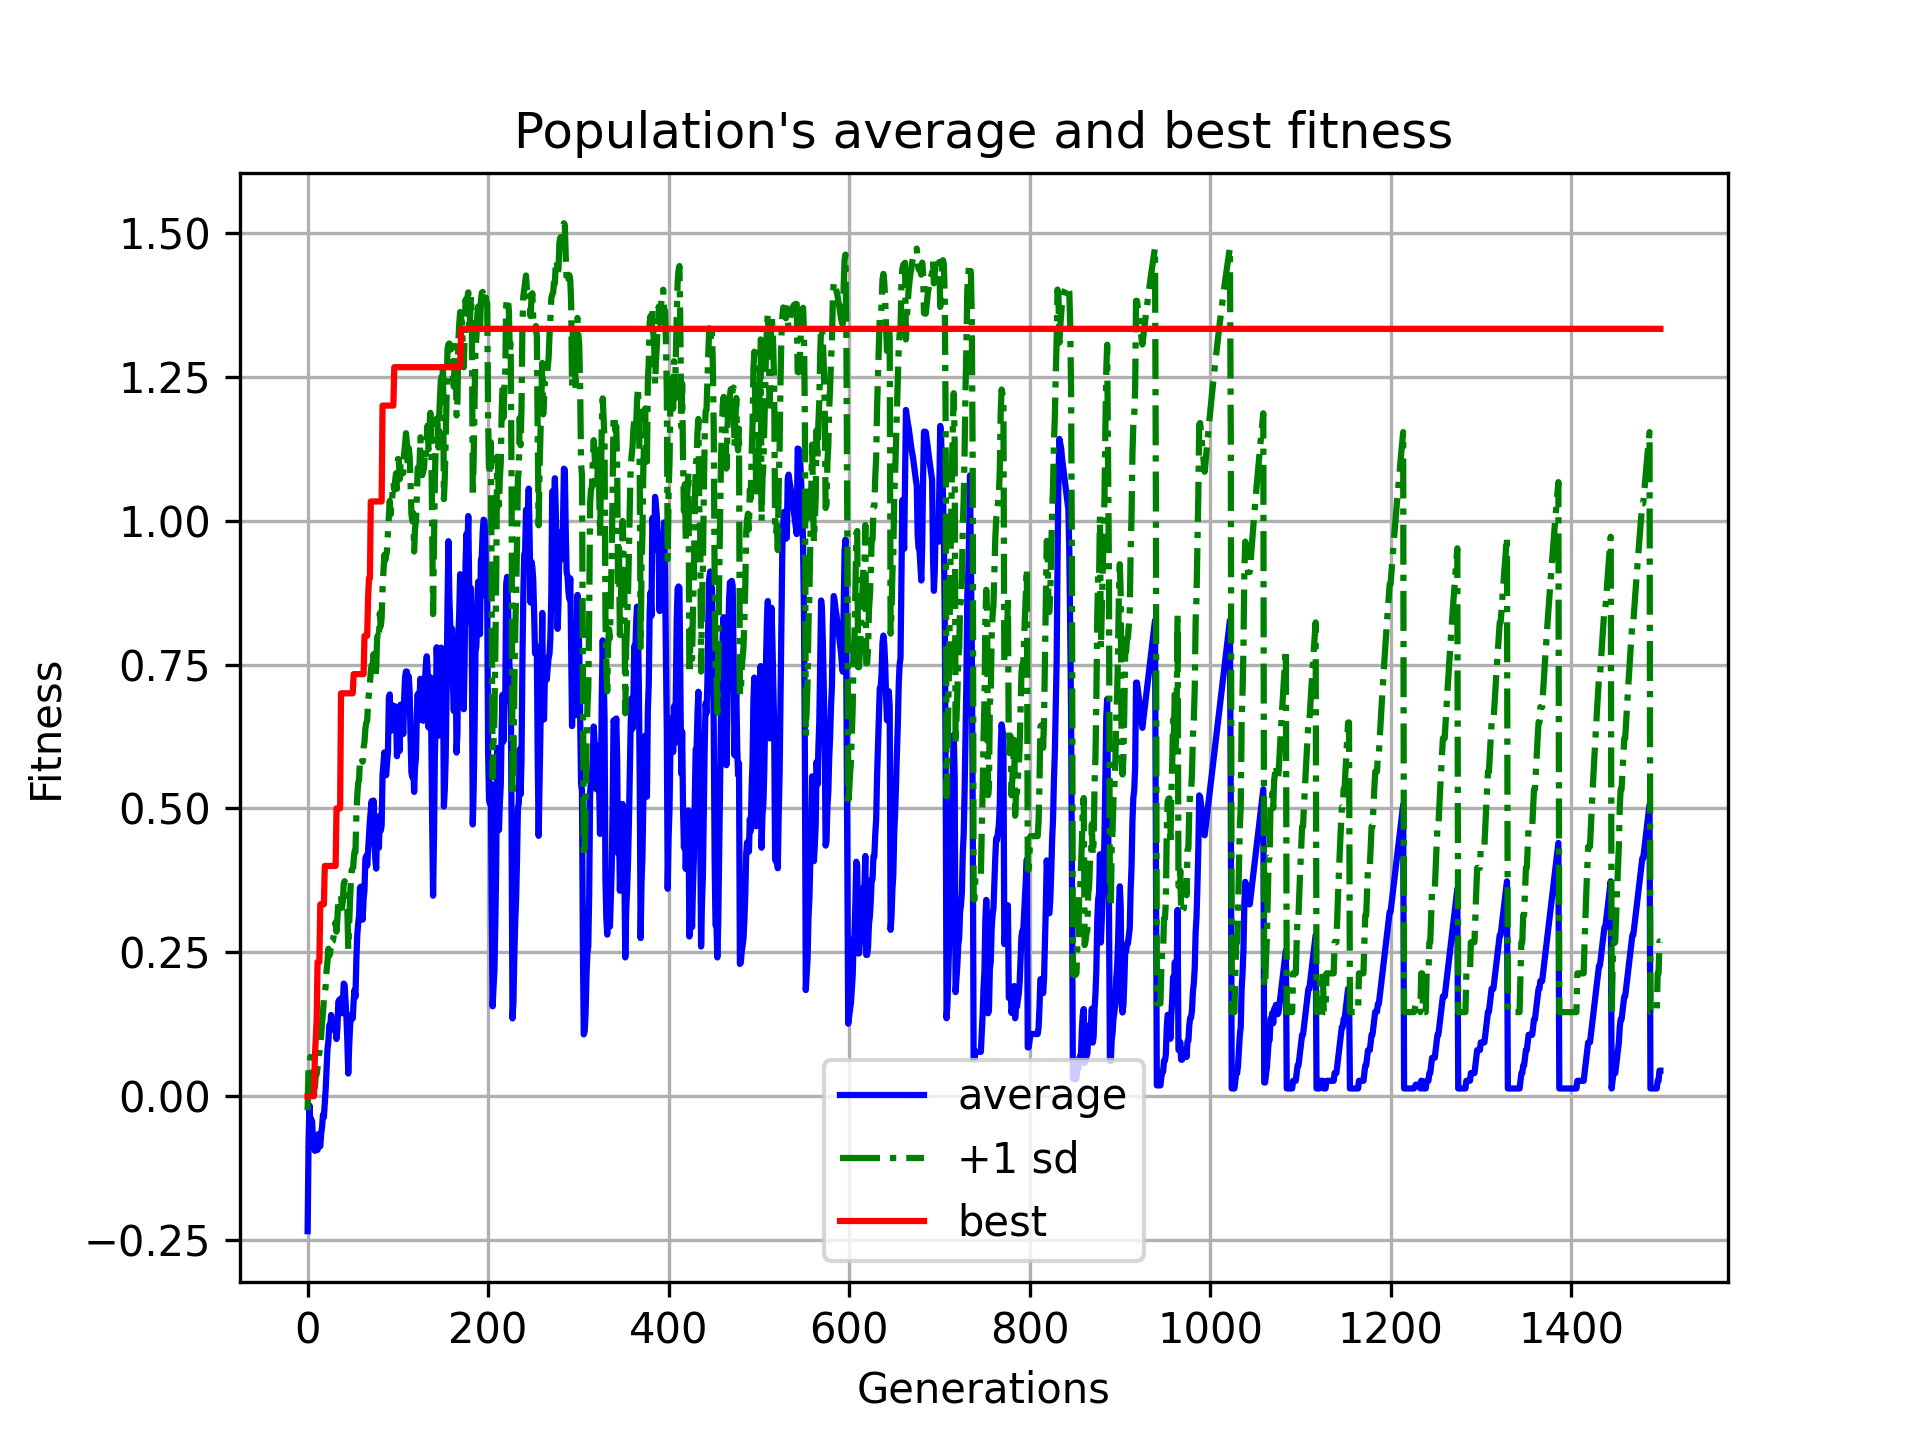 Population's average and best fitness
1.50
1.25
1.00
0.75
0.50
0.25
0.00
−0.25
Fitness
average
+1 sd
best
0 200 400 600 800 1000 1200 1400
Generations